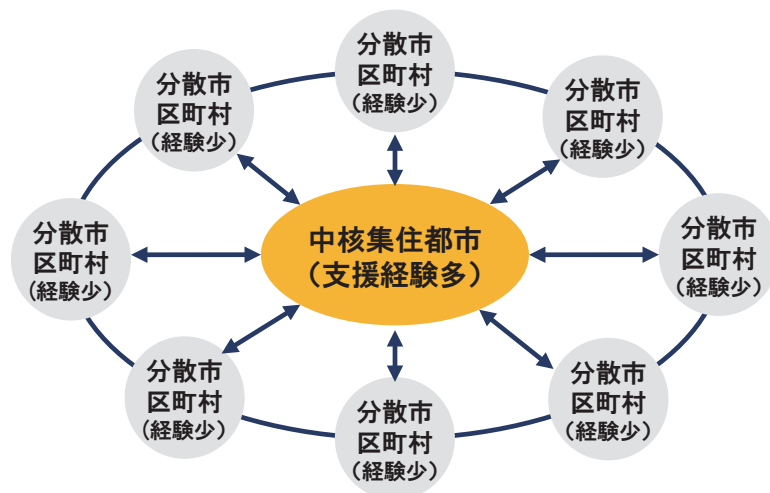 分散市
区町村
（経験少）
分散市
区町村
（経験少）
分散市
区町村
（経験少）
分散市
区町村
（経験少）
中核集住都市
（支援経験多）
分散市
区町村
（経験少）
分散市
区町村
（経験少）
分散市
区町村
（経験少）
分散市
区町村
（経験少）